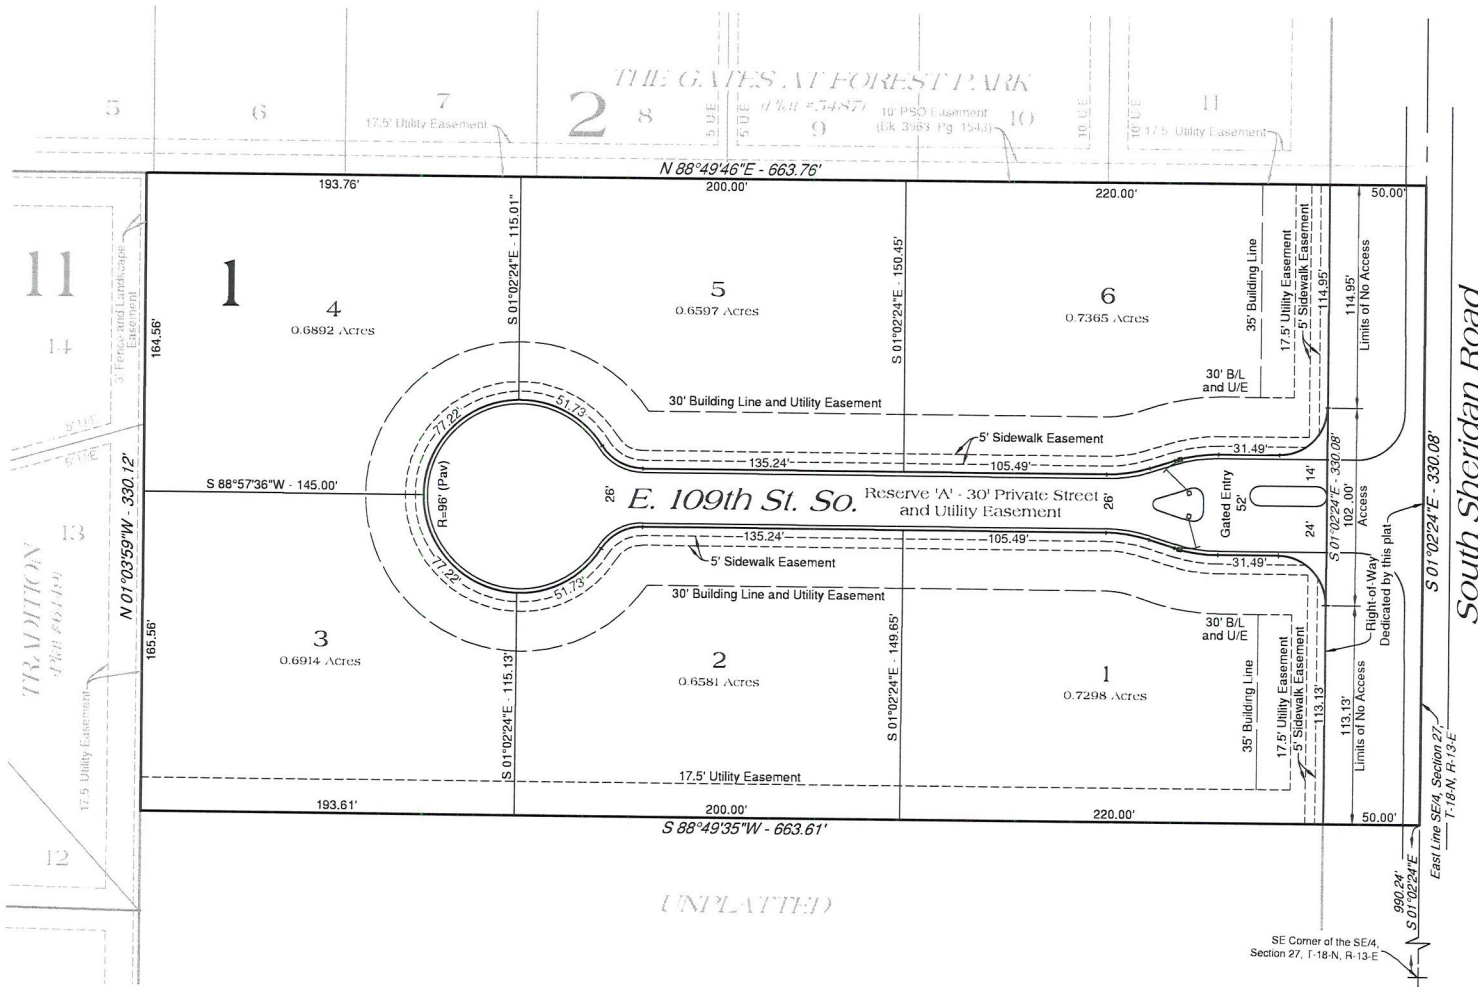 THE GATES AT FOREST PARK
(Plat #5487)
5
6
7
17.5' Utility Easement
2
8
5' U/E
5' U/E
9
10' PSO Easement
(Bk 3963 Pg. 1543)
10
10' U/E
10' U/E
11
17.5' Utility Easement
N 88°49'46"E - 663.76'
193.76'
200.00'
220.00'
50.00'
11
14
13
12
3' Fence and Landscape
Easement
5' U/E
5' U/E
TRADITION
17.5' Utility Easement
164.56'
N 01°03'59"W - 330.12'
165.56'
1
4
0.6892 Acres
S 01°02'24"E - 115.01"
5
0.6597 Acres
S 01°02'24"E - 150.45'
6
0.7365 Acres
35' Building Line
17.5' Utility Easement
5' Sidewalk Easement
114.95'
114.95'
Limits of No Access
30' B/L
and U/E
30' Building Line and Utility Easement
77.22'
51.73'
5' Sidewalk Easement
135.24'
105.49'
31.49'
S 88°57'36"W - 145.00'
R=96' (Pav)
26'
E. 109th St. So.
Reserve 'A' - 30' Private Street
and Utility Easement
26'
Gated Entry
52'
14'
24'
S 01°02'24"E - 330.08'
102.00'
Access
S 01°02'24"E - 330.08'
South Sheridan Road
Right-of-Way
Dedicated by this plat
77.22'
51.73'
135.24'
105.49'
31.49'
5' Sidewalk Easement
30' Building Line and Utility Easement
30' B/L
and U/E
3
0.6914 Acres
S 01°02'24"E - 115.13'
2
0.6581 Acres
S 01°02'24"E - 149.65'
1
0.7298 Acres
35' Building Line
17.5' Utility Easement
5' Sidewalk Easement
113.13'
113.13'
Limits of No Access
17.5' Utility Easement
193.61'
200.00'
220.00'
50.00'
S 88°49'35"W - 663.61'
UNPLATTED
East Line SE/4, Section 27,
T-18-N, R-13-E
990.24'
S 01°02'24"E
SE Corner of the SE/4,
Section 27, T-18-N, R-13-E